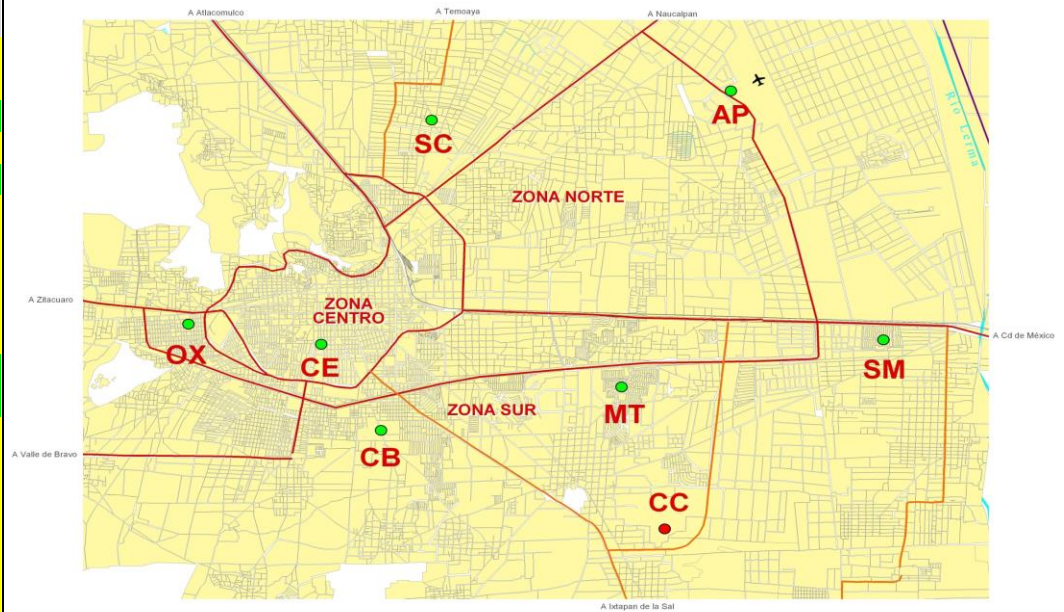 A Atlacomulco
A Temoaya
A Naucalpan
AP
SC
Río Lerma
ZONA NORTE
A Zitacuaro
ZONA
CENTRO
A Cd de México
OX
CE
SM
ZONA SUR
MT
CB
A Valle de Bravo
CC
A Ixtapan de la Sal